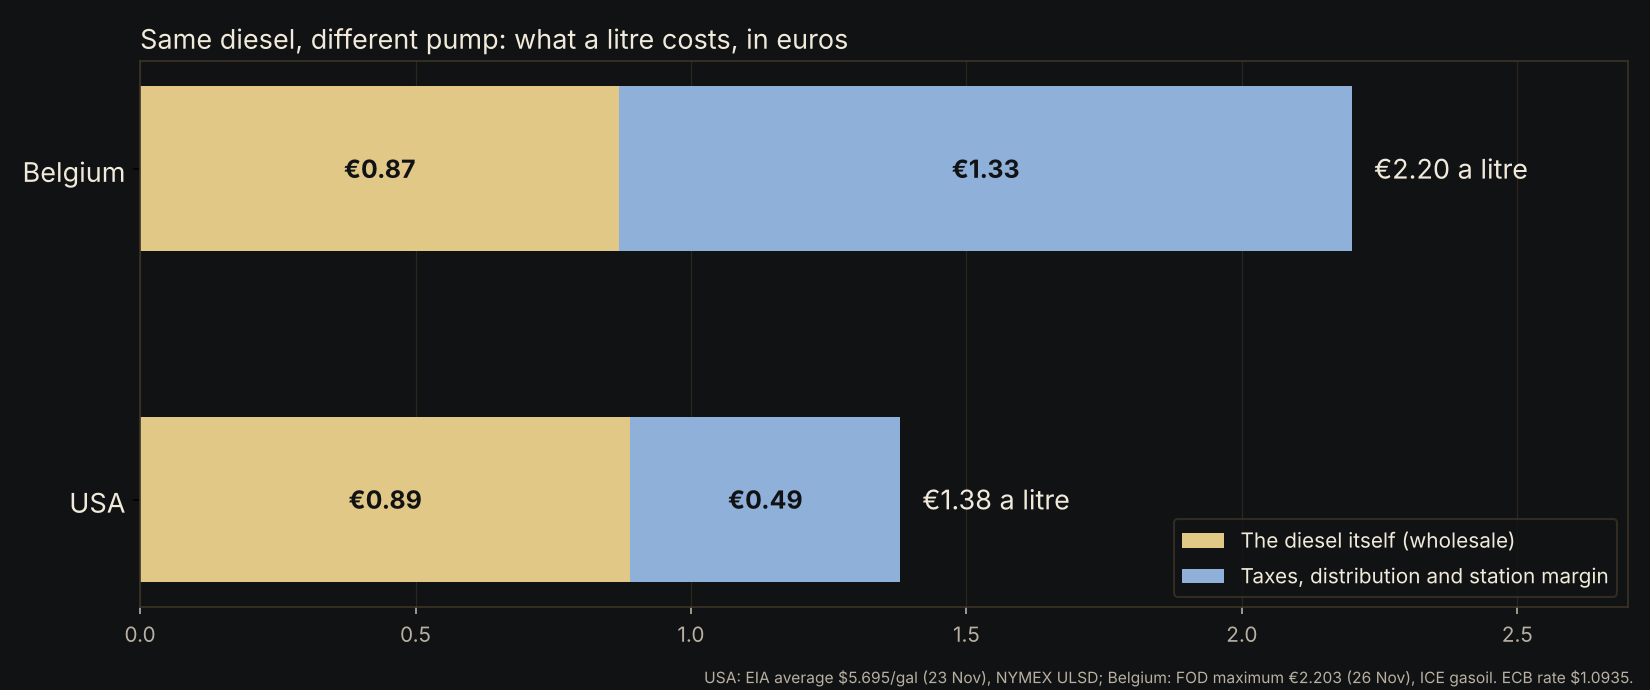 Same diesel, different pump: what a litre costs, in euros
Belgium
€0.87
€1.33
€2.20 a litre
USA
€0.89
€0.49
€1.38 a litre
The diesel itself (wholesale)
Taxes, distribution and station margin
0.0
0.5
1.0
1.5
2.0
2.5
USA: EIA average $5.695/gal (23 Nov), NYMEX ULSD; Belgium: FOD maximum €2.203 (26 Nov), ICE gasoil. ECB rate $1.0935.